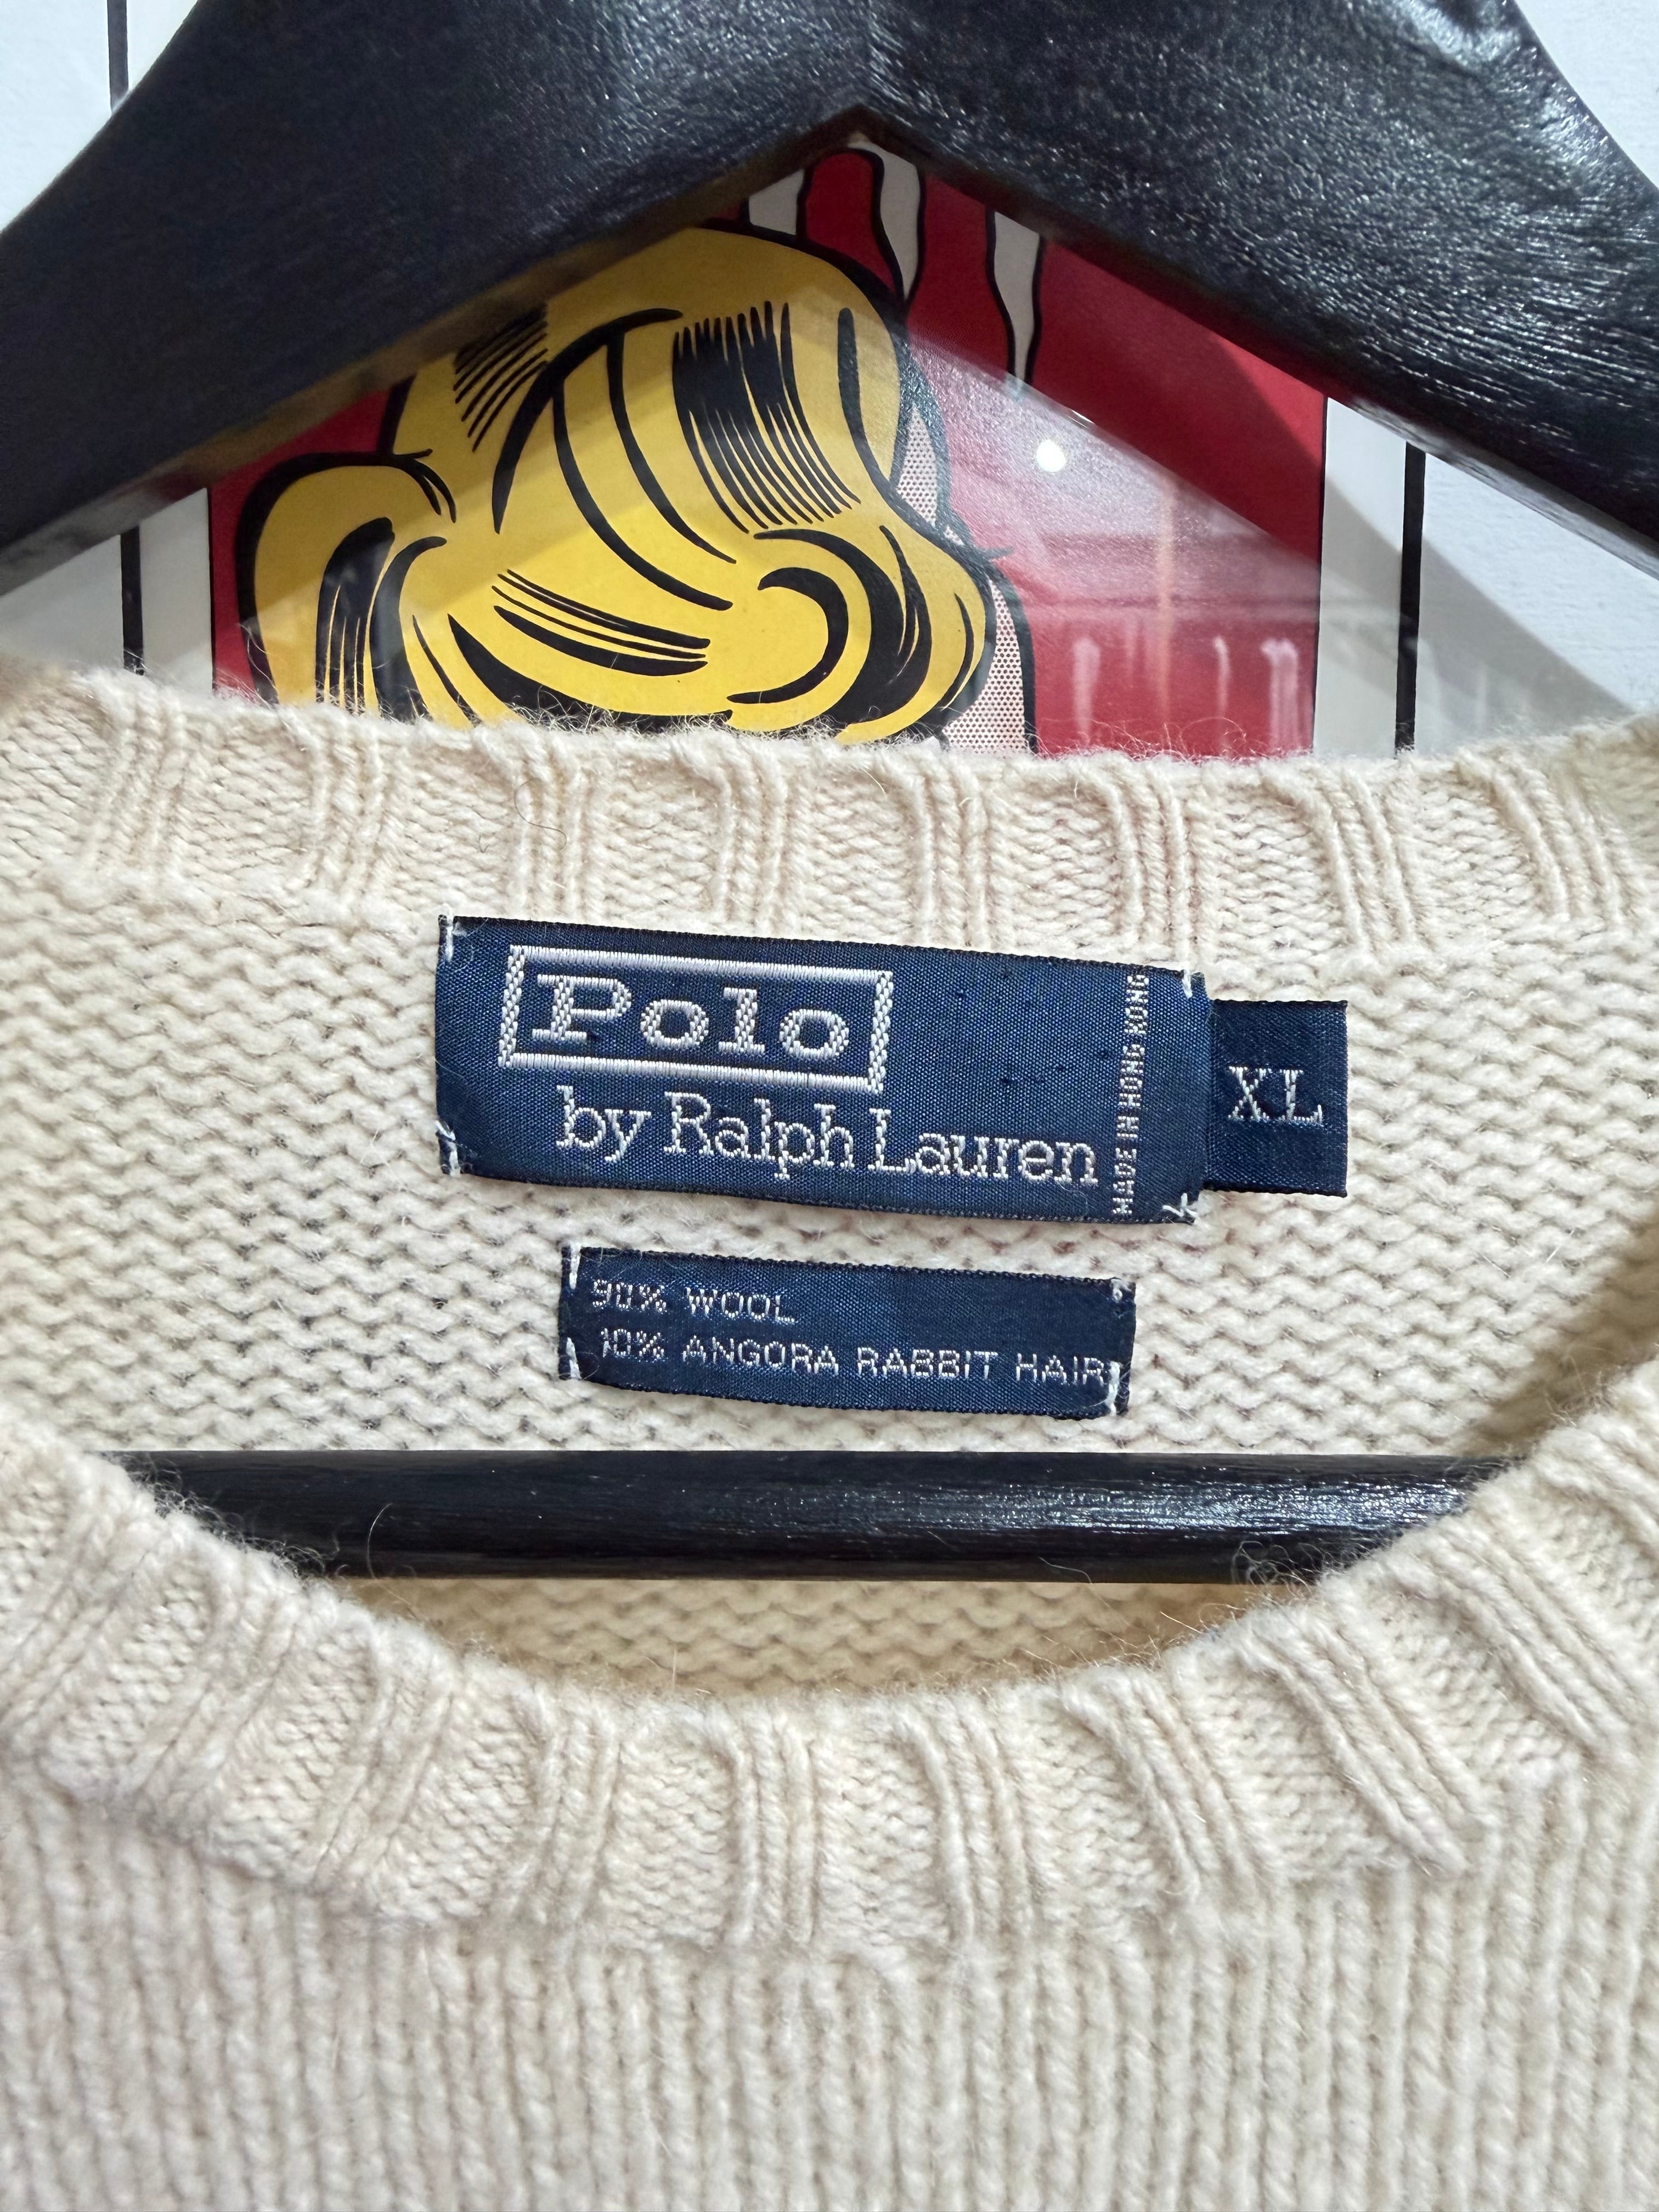 Polo
by Ralph Lauren
MADE IN HONG KONG
XL
90% WOOL
10% ANGORA RABBIT HAIR